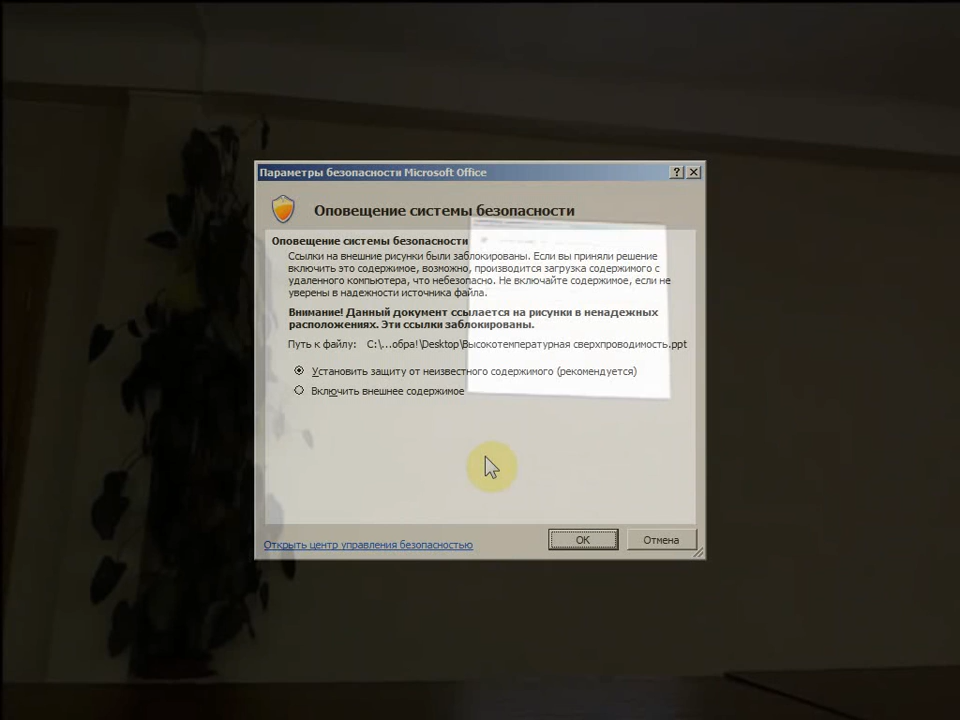 Параметры безопасности Microsoft Office
Оповещение системы безопасности
Оповещение системы безопасности
Ссылки на внешние рисунки были заблокированы. Если вы приняли решение
включить это содержимое, возможно, производится загрузка содержимого с
удаленного компьютера, что небезопасно. Не включайте содержимое, если не
уверены в надежности источника файла.
Внимание! Данный документ ссылается на рисунки в ненадежных
расположениях. Эти ссылки заблокированы.
Путь к файлу: C:\...обра!\Desktop\Высокотемпературная сверхпроводимость.ppt
Установить защиту от неизвестного содержимого (рекомендуется)
Включить внешнее содержимое
Открыть центр управления безопасностью
ОК
Отмена